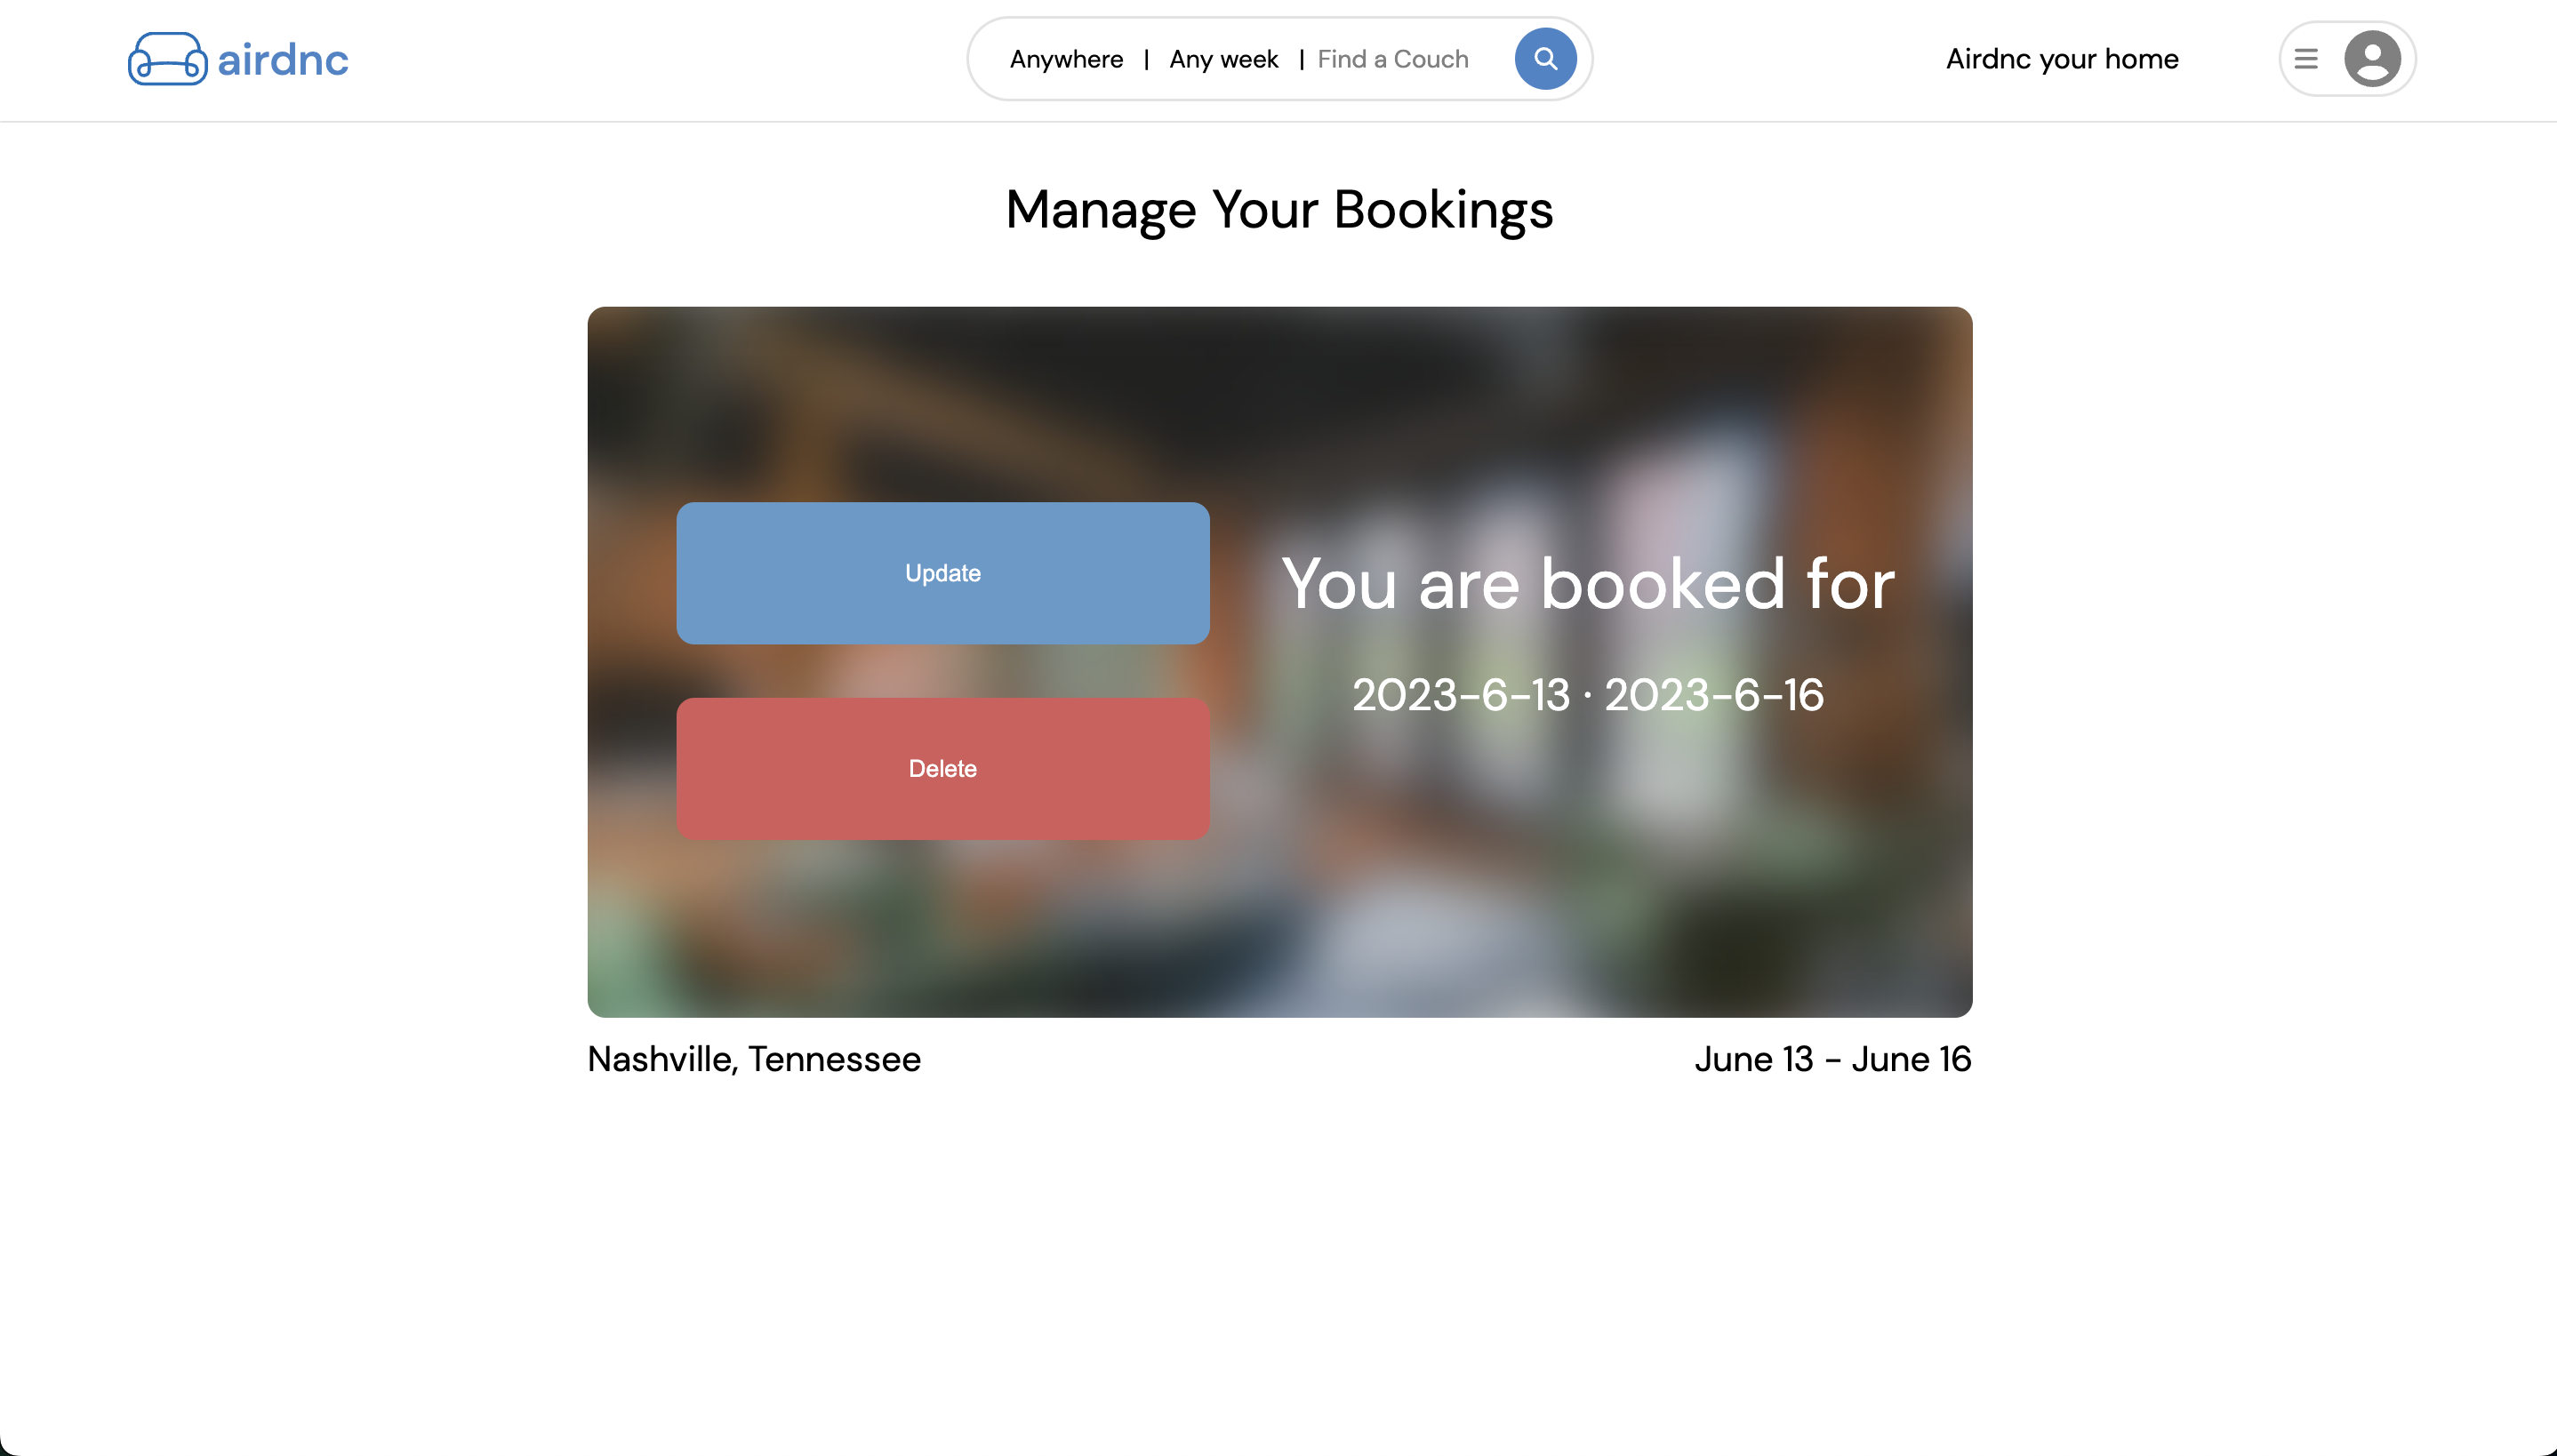 airdnc
Anywhere | Any week | Find a Couch
Airdnc your home
Manage Your Bookings
Update
Delete
You are booked for
2023-6-13 · 2023-6-16
Nashville, Tennessee
June 13 - June 16